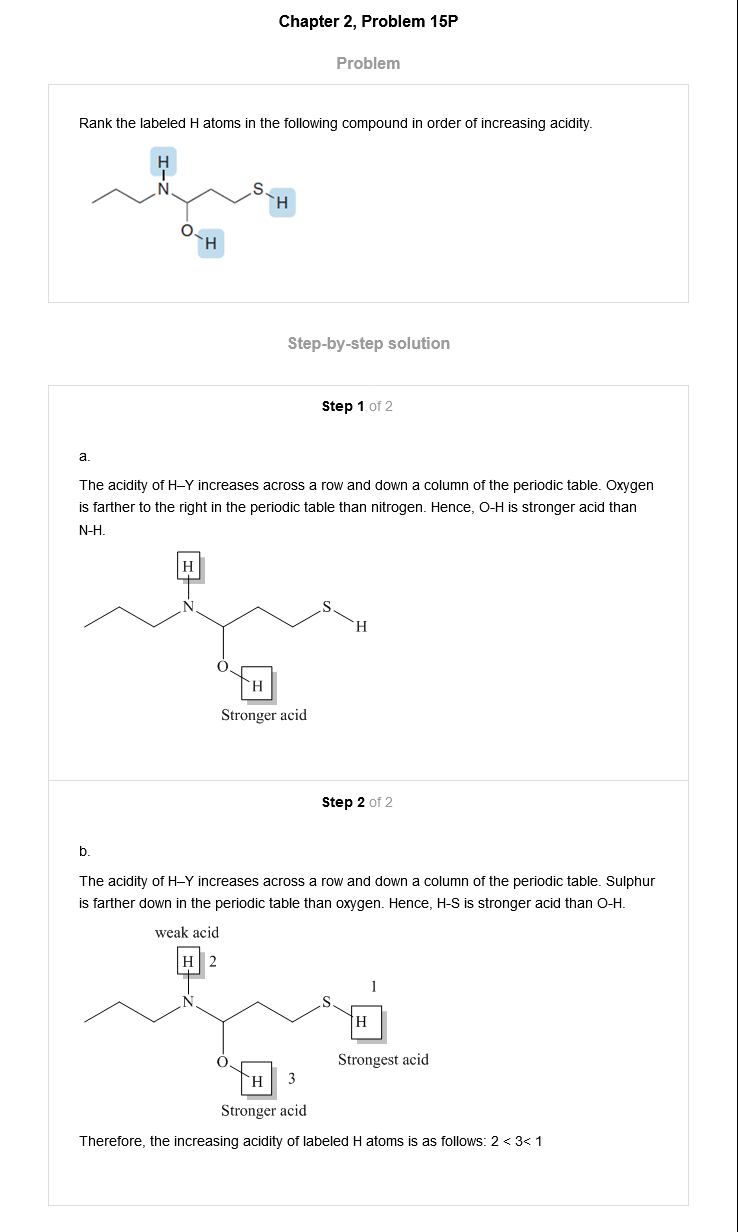 Chapter 2, Problem 15P
Problem
Rank the labeled H atoms in the following compound in order of increasing acidity.
H
N
S
H
O
H
Step-by-step solution
Step 1 of 2
a.
The acidity of H–Y increases across a row and down a column of the periodic table. Oxygen
is farther to the right in the periodic table than nitrogen. Hence, O-H is stronger acid than
N-H.
H
N
S
H
O
H
Stronger acid
Step 2 of 2
b.
The acidity of H–Y increases across a row and down a column of the periodic table. Sulphur
is farther down in the periodic table than oxygen. Hence, H-S is stronger acid than O-H.
weak acid
H 2
1
N
S
H
Strongest acid
O
H 3
Stronger acid
Therefore, the increasing acidity of labeled H atoms is as follows: 2 < 3< 1